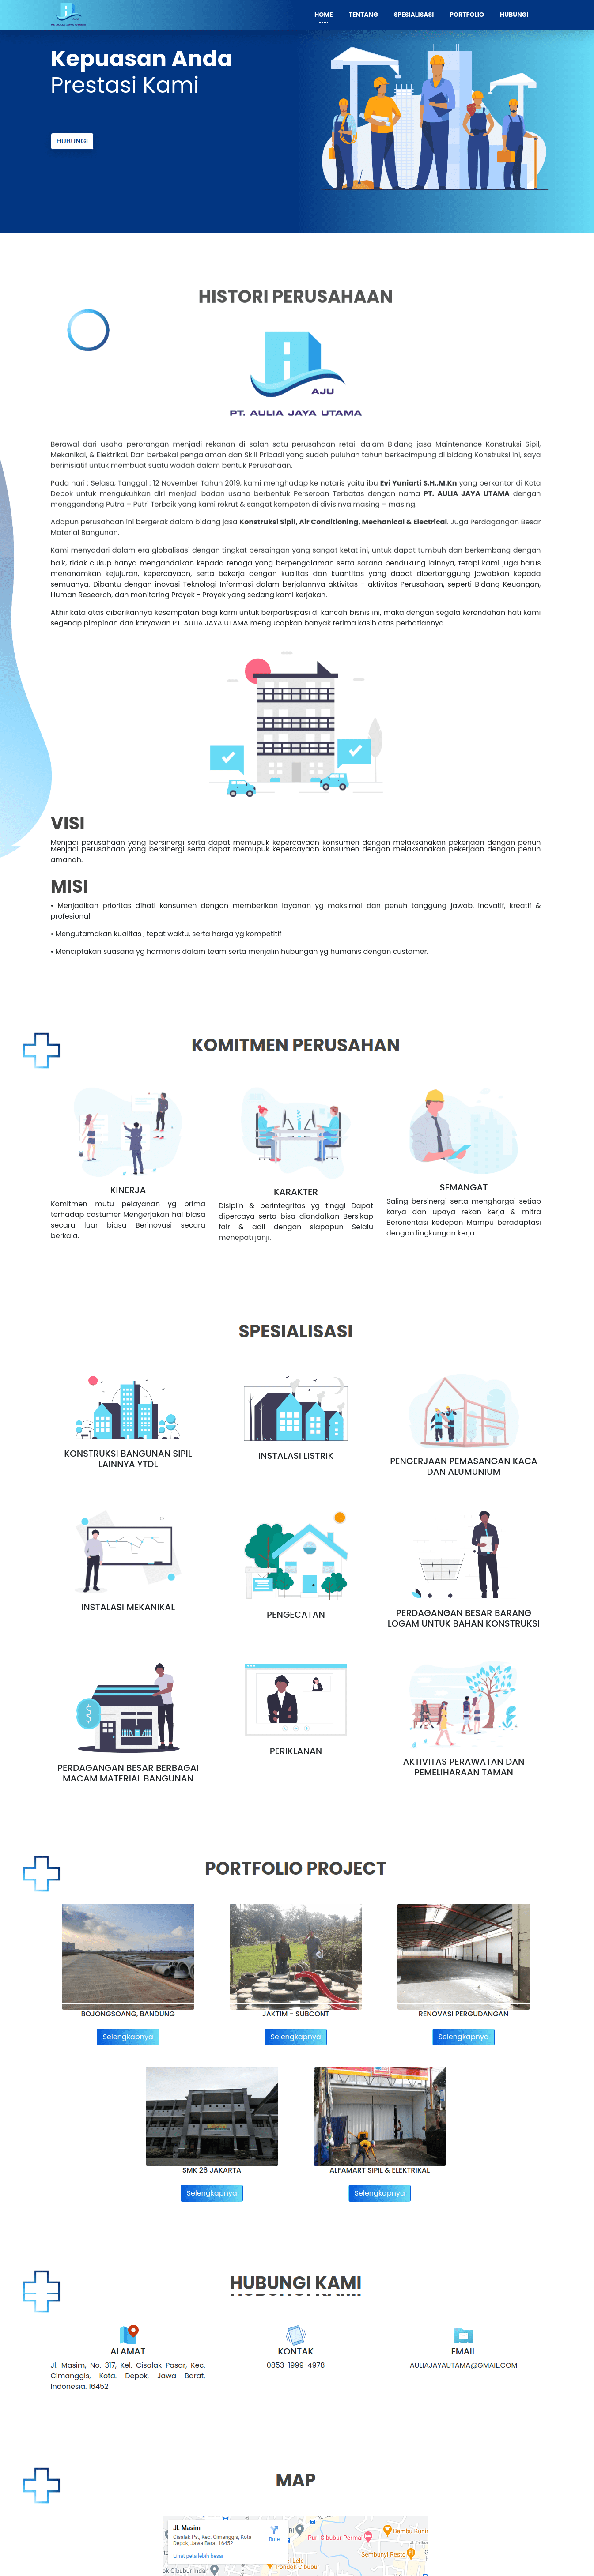 PT. AULIA JAYA UTAMA
HOME TENTANG SPESIALISASI PORTFOLIO HUBUNGI
Kepuasan Anda
Prestasi Kami
HUBUNGI
HISTORI PERUSAHAAN
AJU
PT. AULIA JAYA UTAMA
Berawal dari usaha perorangan menjadi rekanan di salah satu perusahaan retail dalam Bidang jasa Maintenance Konstruksi Sipil,
Mekanikal, & Elektrikal. Dan berbekal pengalaman dan Skill Pribadi yang sudah puluhan tahun berkecimpung di bidang Konstruksi ini, saya
berinisiatif untuk membuat suatu wadah dalam bentuk Perusahaan.
Pada hari : Selasa, Tanggal : 12 November Tahun 2019, kami menghadap ke notaris yaitu ibu Evi Yuniarti S.H.,M.Kn yang berkantor di Kota
Depok untuk mengukuhkan diri menjadi badan usaha berbentuk Perseroan Terbatas dengan nama PT. AULIA JAYA UTAMA dengan
menggandeng Putra – Putri Terbaik yang kami rekrut & sangat kompeten di divisinya masing – masing.
Adapun perusahaan ini bergerak dalam bidang jasa Konstruksi Sipil, Air Conditioning, Mechanical & Electrical. Juga Perdagangan Besar
Material Bangunan.
Kami menyadari dalam era globalisasi dengan tingkat persaingan yang sangat ketat ini, untuk dapat tumbuh dan berkembang dengan
baik, tidak cukup hanya mengandalkan kepada tenaga yang berpengalaman serta sarana pendukung lainnya, tetapi kami juga harus
menanamkan kejujuran, kepercayaan, serta bekerja dengan kualitas dan kuantitas yang dapat dipertanggung jawabkan kepada
semuanya. Dibantu dengan inovasi Teknologi Informasi dalam berjalannya aktivitas - aktivitas Perusahaan, seperti Bidang Keuangan,
Human Research, dan monitoring Proyek - Proyek yang sedang kami kerjakan.
Akhir kata atas diberikannya kesempatan bagi kami untuk berpartisipasi di kancah bisnis ini, maka dengan segala kerendahan hati kami
segenap pimpinan dan karyawan PT. AULIA JAYA UTAMA mengucapkan banyak terima kasih atas perhatiannya.
VISI
Menjadi perusahaan yang bersinergi serta dapat memupuk kepercayaan konsumen dengan melaksanakan pekerjaan dengan penuh
Menjadi perusahaan yang bersinergi serta dapat memupuk kepercayaan konsumen dengan melaksanakan pekerjaan dengan penuh
amanah.
MISI
• Menjadikan prioritas dihati konsumen dengan memberikan layanan yg maksimal dan penuh tanggung jawab, inovatif, kreatif &
profesional.
• Mengutamakan kualitas , tepat waktu, serta harga yg kompetitif
• Menciptakan suasana yg harmonis dalam team serta menjalin hubungan yg humanis dengan customer.
KOMITMEN PERUSAHAN
KINERJA
Komitmen mutu pelayanan yg prima
terhadap costumer Mengerjakan hal biasa
secara luar biasa Berinovasi secara
berkala.
KARAKTER
Disiplin & berintegritas yg tinggi Dapat
dipercaya serta bisa diandalkan Bersikap
fair & adil dengan siapapun Selalu
menepati janji.
SEMANGAT
Saling bersinergi serta menghargai setiap
karya dan upaya rekan kerja & mitra
Berorientasi kedepan Mampu beradaptasi
dengan lingkungan kerja.
SPESIALISASI
KONSTRUKSI BANGUNAN SIPIL
LAINNYA YTDL
INSTALASI LISTRIK
PENGERJAAN PEMASANGAN KACA
DAN ALUMUNIUM
INSTALASI MEKANIKAL
PENGECATAN
PERDAGANGAN BESAR BARANG
LOGAM UNTUK BAHAN KONSTRUKSI
PERDAGANGAN BESAR BERBAGAI
MACAM MATERIAL BANGUNAN
PERIKLANAN
AKTIVITAS PERAWATAN DAN
PEMELIHARAAN TAMAN
PORTFOLIO PROJECT
BOJONGSOANG, BANDUNG
Selengkapnya
JAKTIM - SUBCONT
Selengkapnya
RENOVASI PERGUDANGAN
Selengkapnya
SMK 26 JAKARTA
Selengkapnya
ALFAMART SIPIL & ELEKTRIKAL
Selengkapnya
HUBUNGI KAMI
ALAMAT
Jl. Masim, No. 317, Kel. Cisalak Pasar, Kec.
Cimanggis, Kota. Depok, Jawa Barat,
Indonesia. 16452
KONTAK
0853-1999-4978
EMAIL
AULIAJAYAUTAMA@GMAIL.COM
MAP
Jl. Masim
Cisalak Ps., Kec. Cimanggis, Kota
Depok, Jawa Barat 16452
Rute
Lihat peta lebih besar
Puri Cibubur Permai
Bambu Kunin
Sembunyi Resto
Pondok Cibubur
ok Cibubur Indah